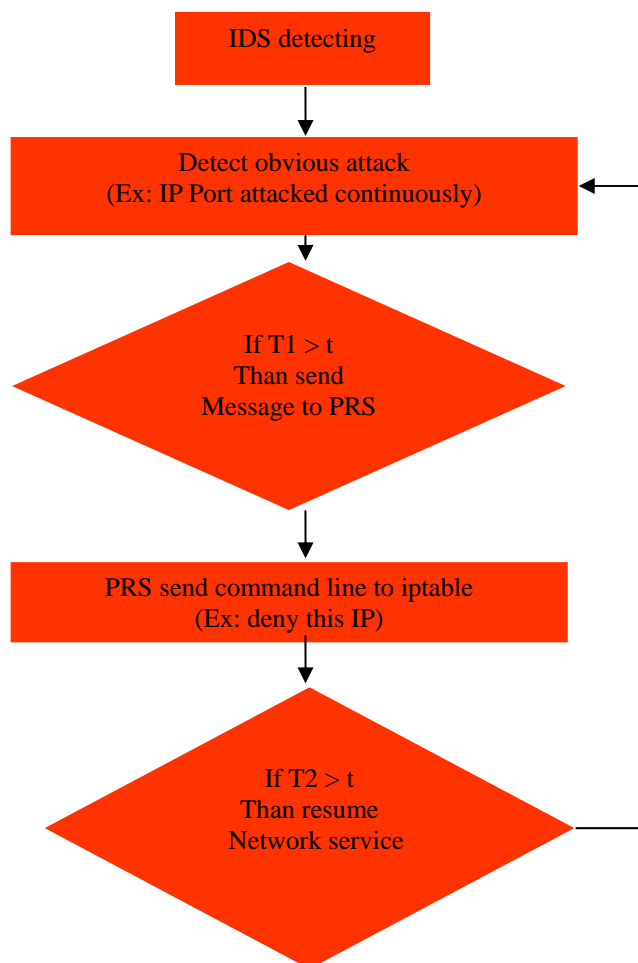 IDS detecting
Detect obvious attack
(Ex: IP Port attacked continuously)
If T1 > t
Than send
Message to PRS
PRS send command line to iptable
(Ex: deny this IP)
If T2 > t
Than resume
Network service